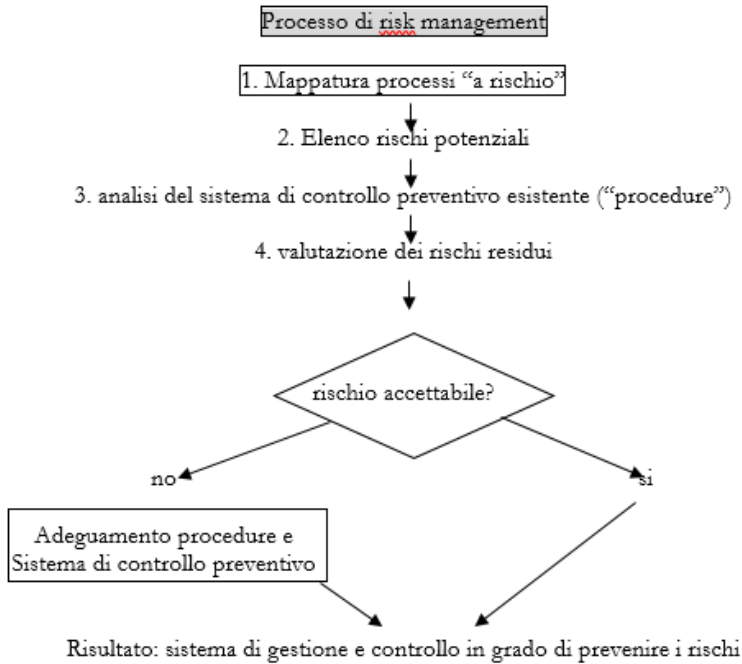 Processo di risk management
1. Mappatura processi “a rischio”
2. Elenco rischi potenziali
3. analisi del sistema di controllo preventivo esistente (“procedure”)
4. valutazione dei rischi residui
rischio accettabile?
no
si
Adeguamento procedure e
Sistema di controllo preventivo
Risultato: sistema di gestione e controllo in grado di prevenire i rischi